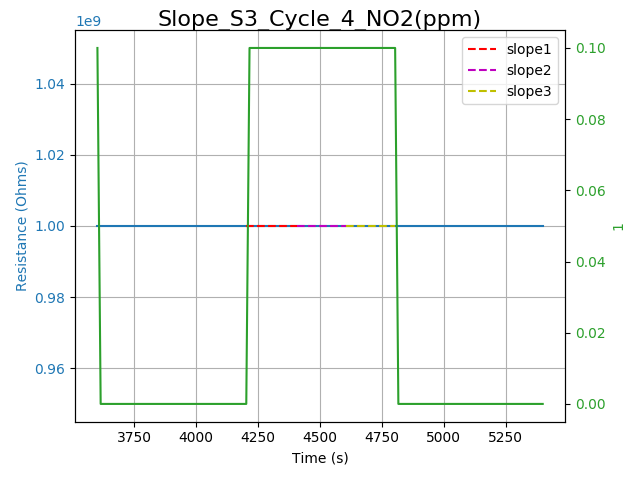 Slope_S3_Cycle_4_NO2(ppm)
1e9
1.04
1.02
1.00
0.98
0.96
Resistance (Ohms)
slope1
slope2
slope3
0.10
0.08
0.06
0.04
0.02
0.00
1
3750 4000 4250 4500 4750 5000 5250
Time (s)